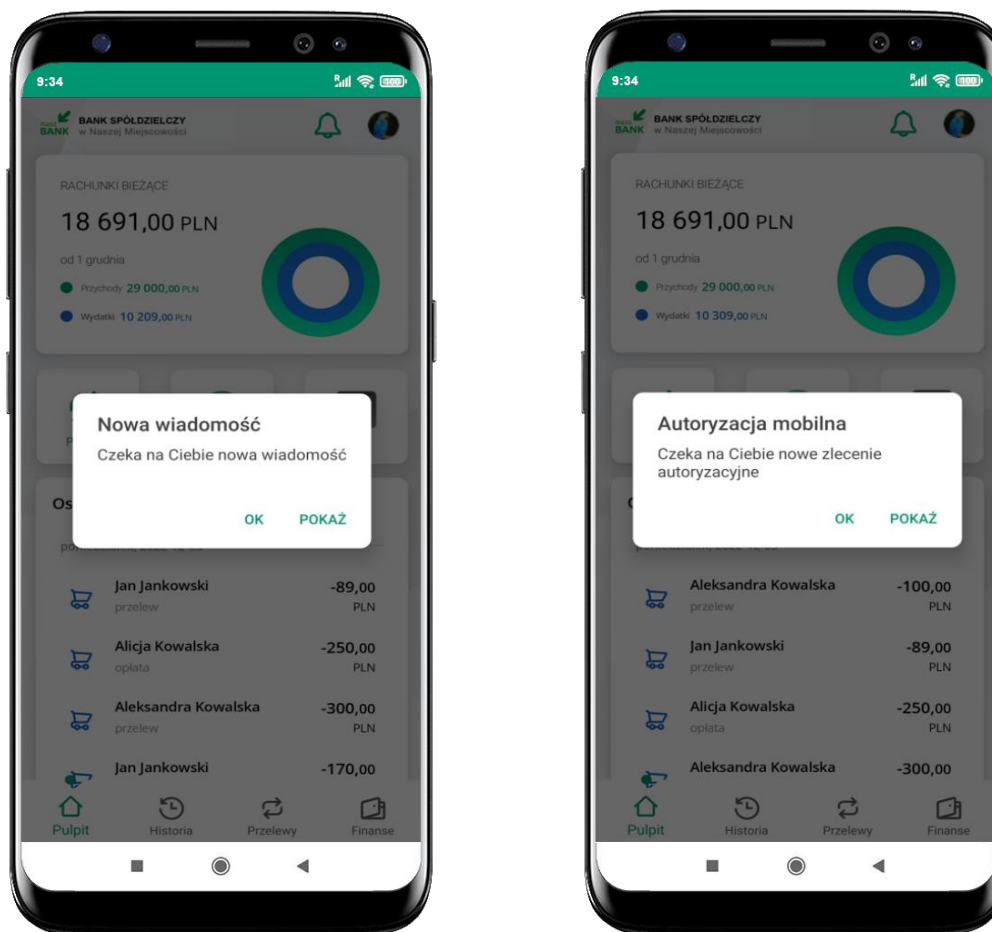 9:34
nasz
BANK
BANK SPÓŁDZIELCZY
w Naszej Miejscowości
RACHUNKI BIEŻĄCE
18 691,00 PLN
od 1 grudnia
Przychody 29 000,00 PLN
Wydatki 10 209,00 PLN
Nowa wiadomość
Czeka na Ciebie nowa wiadomość
OK POKAŻ
Jan Jankowski -89,00
przelew PLN
Alicja Kowalska -250,00
opłata PLN
Aleksandra Kowalska -300,00
przelew PLN
Jan Jankowski -170,00
Pulpit Historia Przelewy Finanse
9:34
nasz
BANK
BANK SPÓŁDZIELCZY
w Naszej Miejscowości
RACHUNKI BIEŻĄCE
18 691,00 PLN
od 1 grudnia
Przychody 29 000,00 PLN
Wydatki 10 309,00 PLN
Autoryzacja mobilna
Czeka na Ciebie nowe zlecenie
autoryzacyjne
OK POKAŻ
Aleksandra Kowalska -100,00
przelew PLN
Jan Jankowski -89,00
przelew PLN
Alicja Kowalska -250,00
opłata PLN
Aleksandra Kowalska -300,00
Pulpit Historia Przelewy Finanse